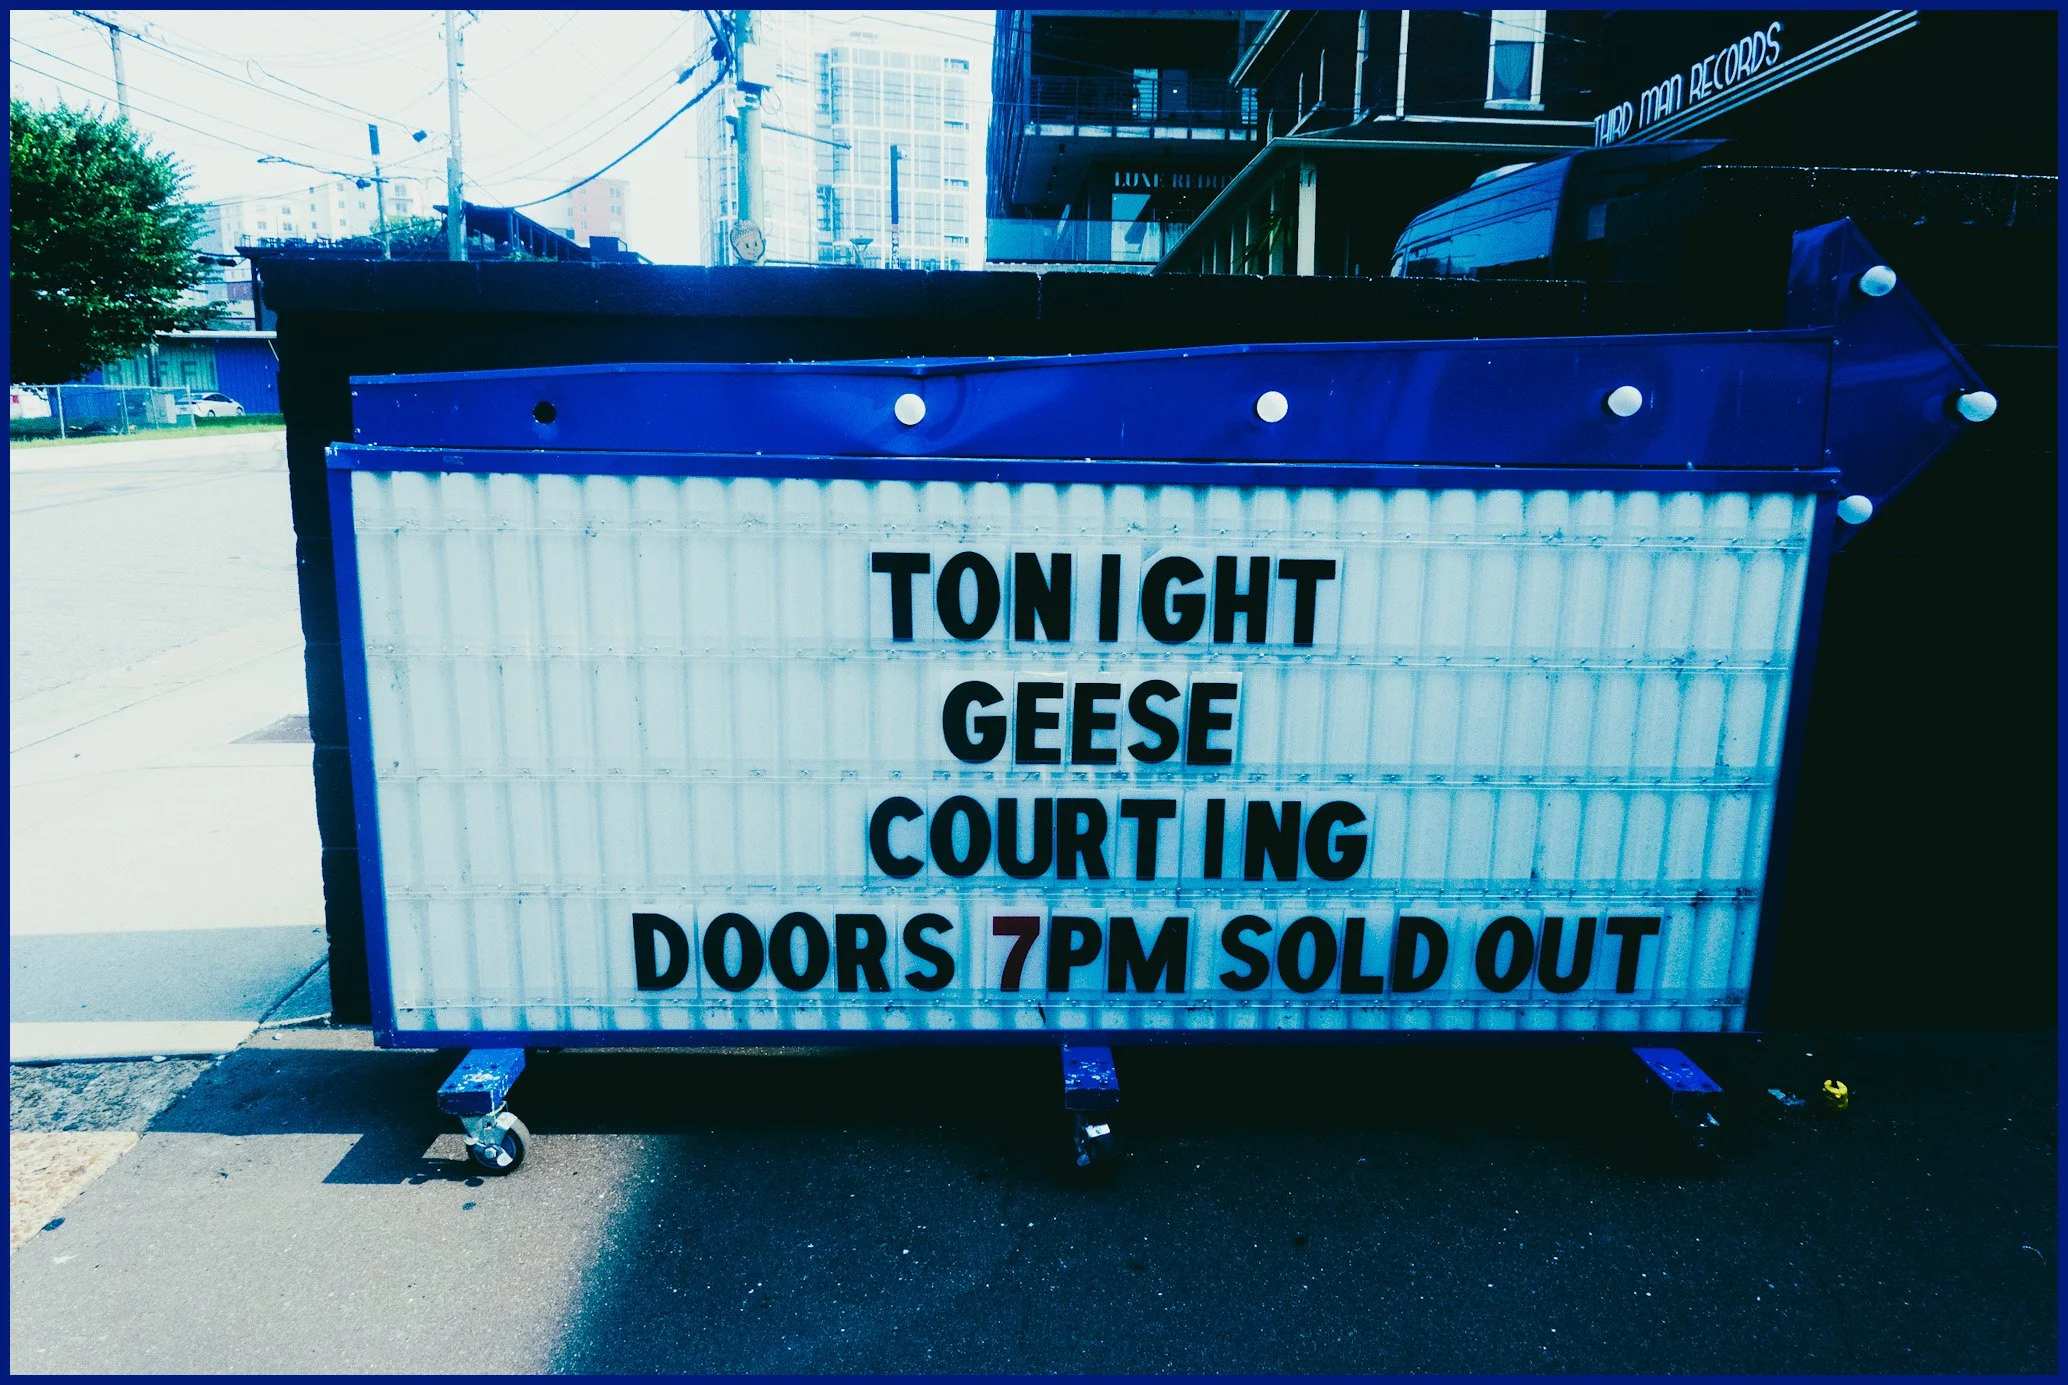 THIRD MAN RECORDS
TONIGHT
GEESE
COURTING
DOORS 7PM SOLD OUT